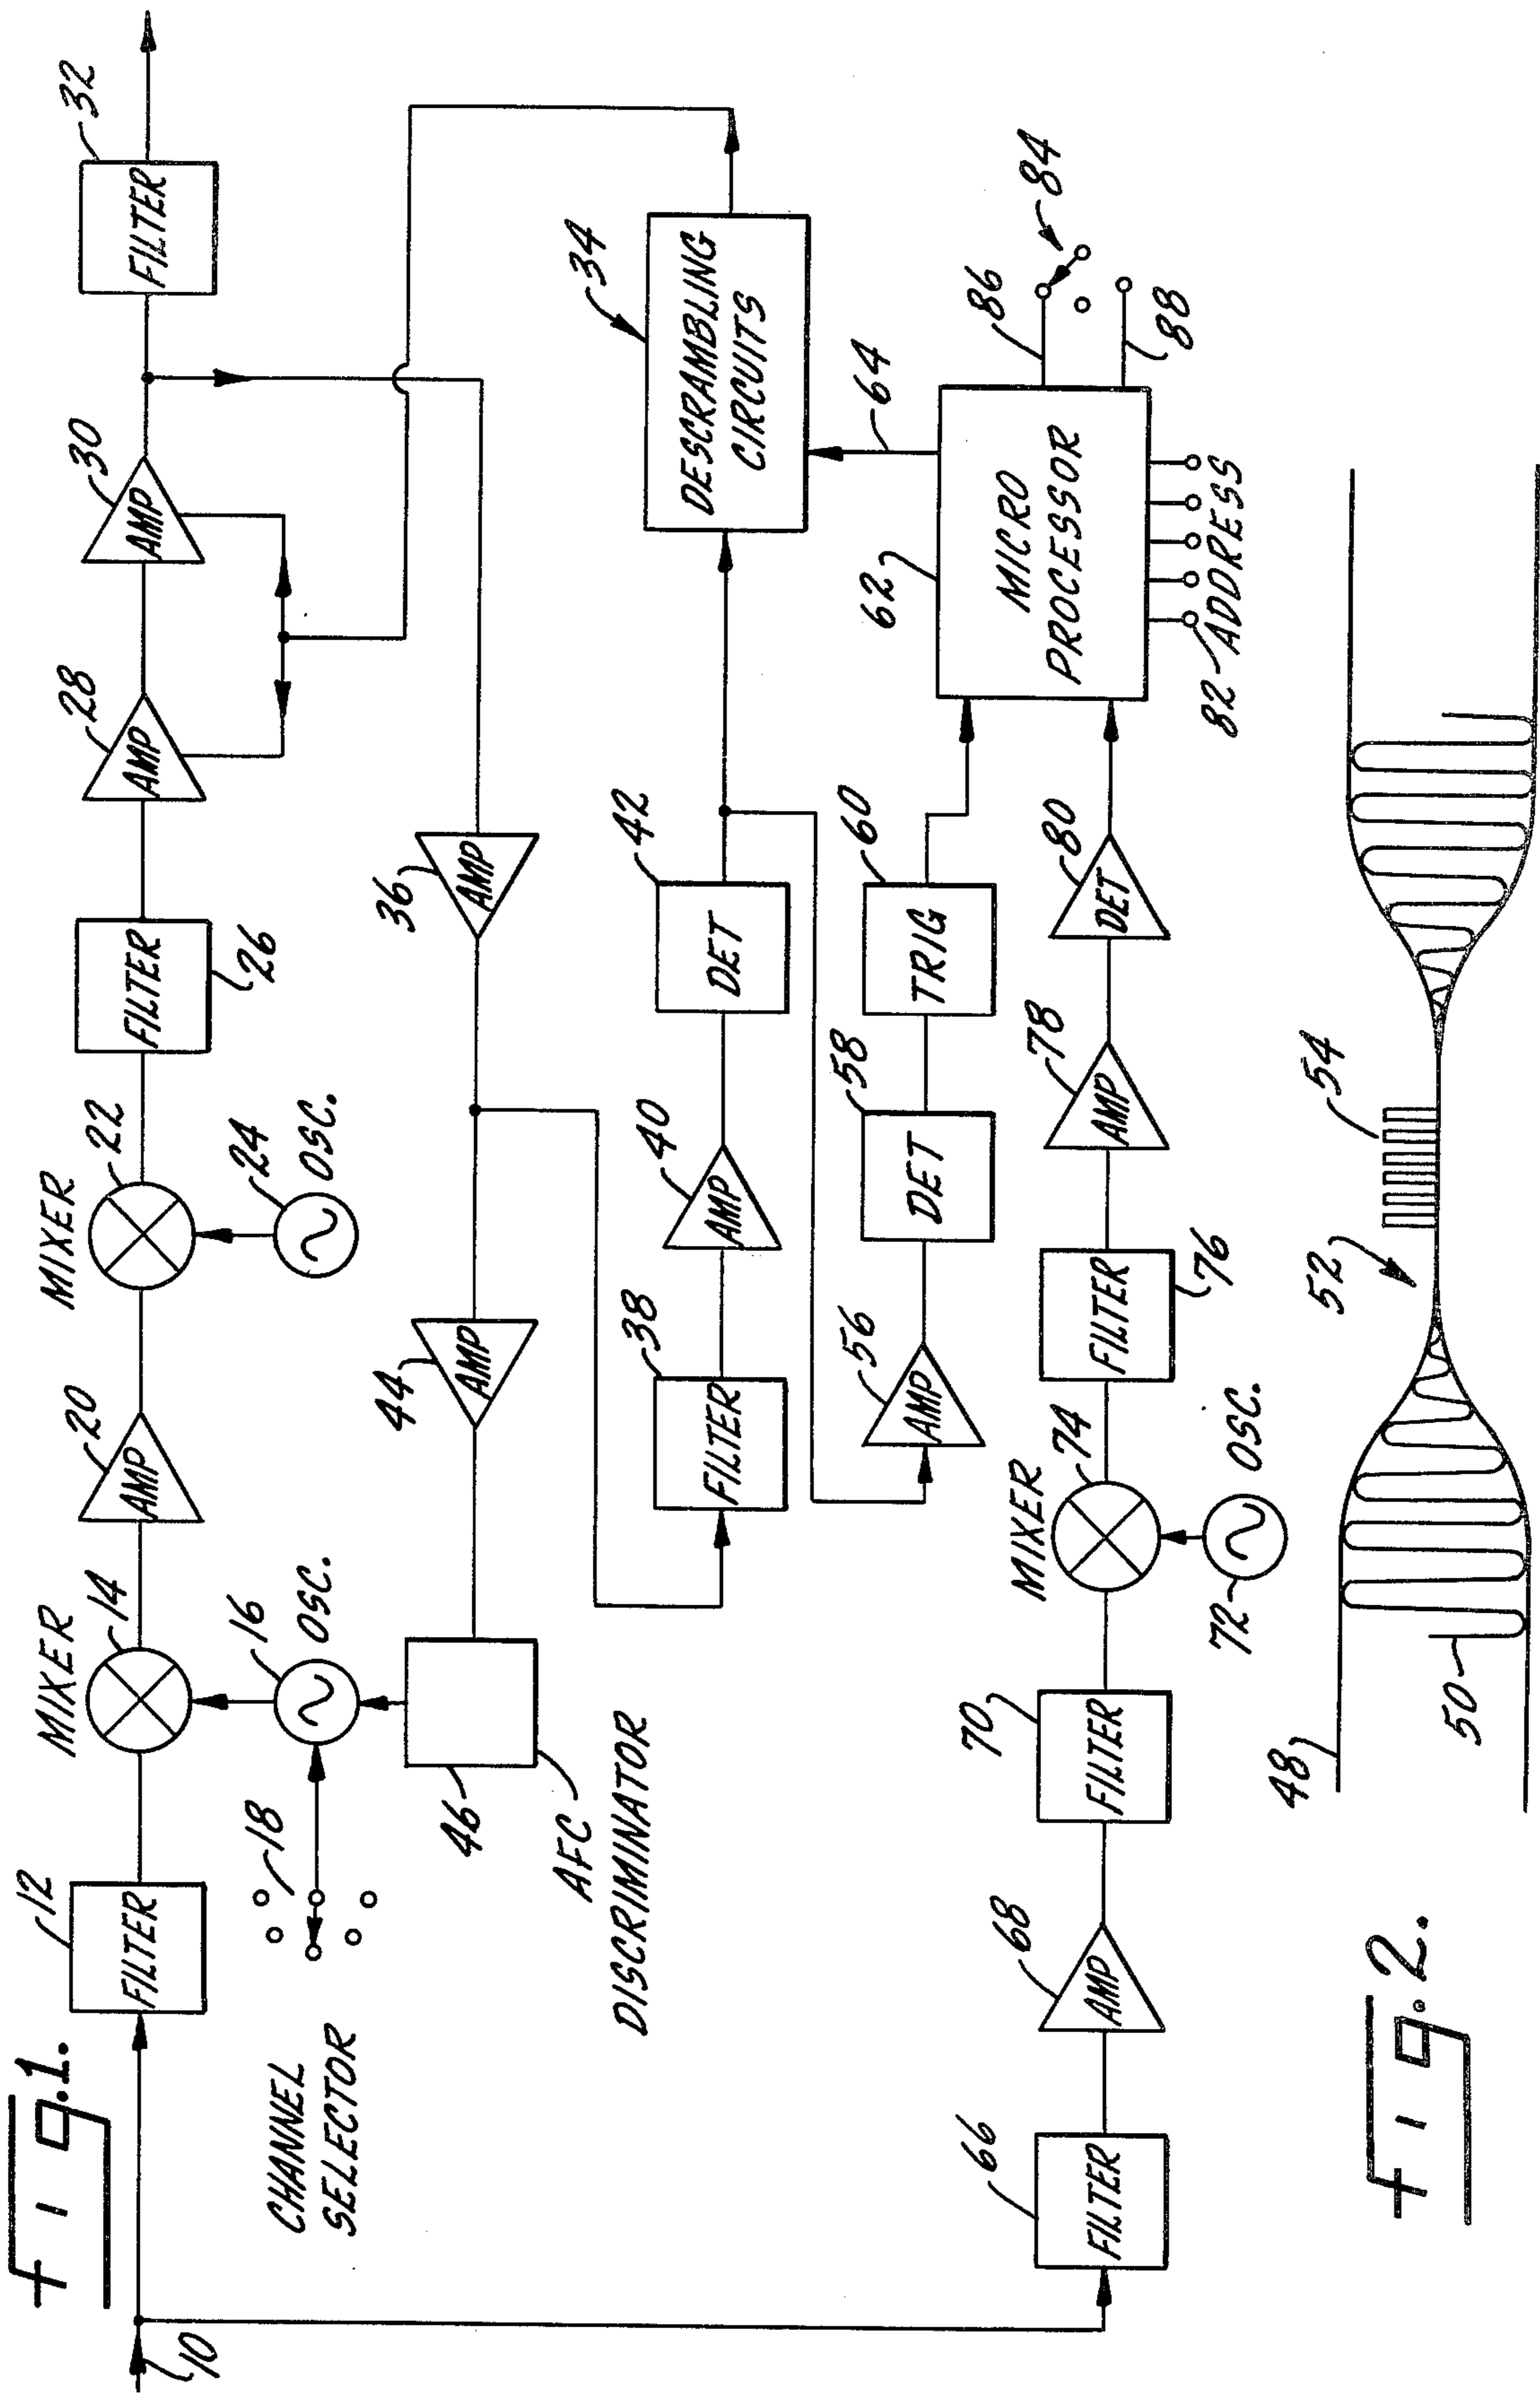 Fig.1.
10
12
FILTER
MIXER
14
16
OSC.
18
CHANNEL
SELECTOR
20
AMP
MIXER
22
24
OSC.
FILTER
26
28
AMP
30
AMP
32
FILTER
36
AMP
44
AMP
46
AFC
DISCRIMINATOR
38
FILTER
40
AMP
42
DET
34
DESCRAMBLING
CIRCUITS
56
AMP
58
DET
60
TRIG
62
MICRO
PROCESSOR
64
86
84
88
82 ADDRESS
66
FILTER
68
AMP
70
FILTER
MIXER
74
72
OSC.
FILTER
76
78
AMP
80
DET
Fig.2.
48
50
52
54